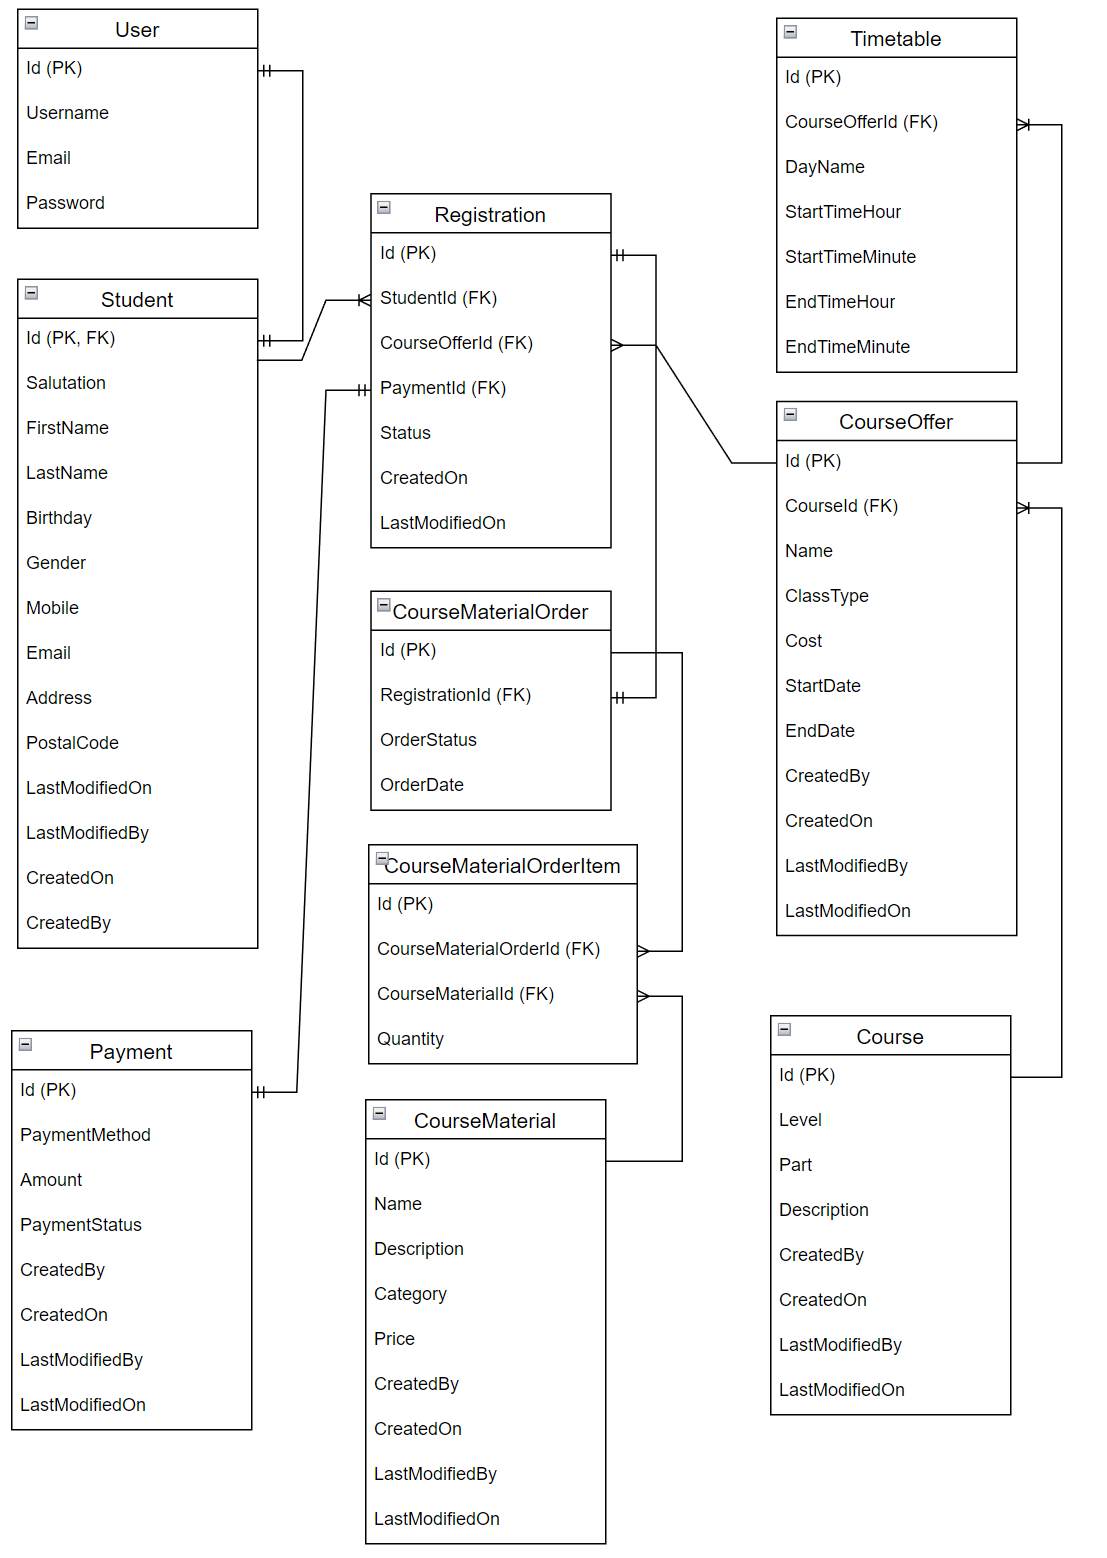 User
Id (PK)
Username
Email
Password
Student
Id (PK, FK)
Salutation
FirstName
LastName
Birthday
Gender
Mobile
Email
Address
PostalCode
LastModifiedOn
LastModifiedBy
CreatedOn
CreatedBy
Payment
Id (PK)
PaymentMethod
Amount
PaymentStatus
CreatedBy
CreatedOn
LastModifiedBy
LastModifiedOn
Registration
Id (PK)
StudentId (FK)
CourseOfferId (FK)
PaymentId (FK)
Status
CreatedOn
LastModifiedOn
CourseMaterialOrder
Id (PK)
RegistrationId (FK)
OrderStatus
OrderDate
CourseMaterialOrderItem
Id (PK)
CourseMaterialOrderId (FK)
CourseMaterialId (FK)
Quantity
CourseMaterial
Id (PK)
Name
Description
Category
Price
CreatedBy
CreatedOn
LastModifiedBy
LastModifiedOn
Timetable
Id (PK)
CourseOfferId (FK)
DayName
StartTimeHour
StartTimeMinute
EndTimeHour
EndTimeMinute
CourseOffer
Id (PK)
CourseId (FK)
Name
ClassType
Cost
StartDate
EndDate
CreatedBy
CreatedOn
LastModifiedBy
LastModifiedOn
Course
Id (PK)
Level
Part
Description
CreatedBy
CreatedOn
LastModifiedBy
LastModifiedOn